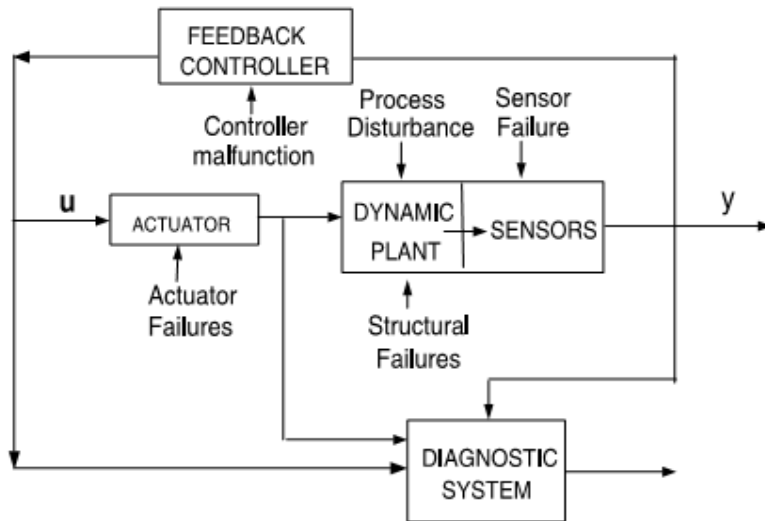 FEEDBACK
CONTROLLER
Controller
malfunction
Process
Disturbance
Sensor
Failure
u
ACTUATOR
DYNAMIC
PLANT
SENSORS
y
Actuator
Failures
Structural
Failures
DIAGNOSTIC
SYSTEM